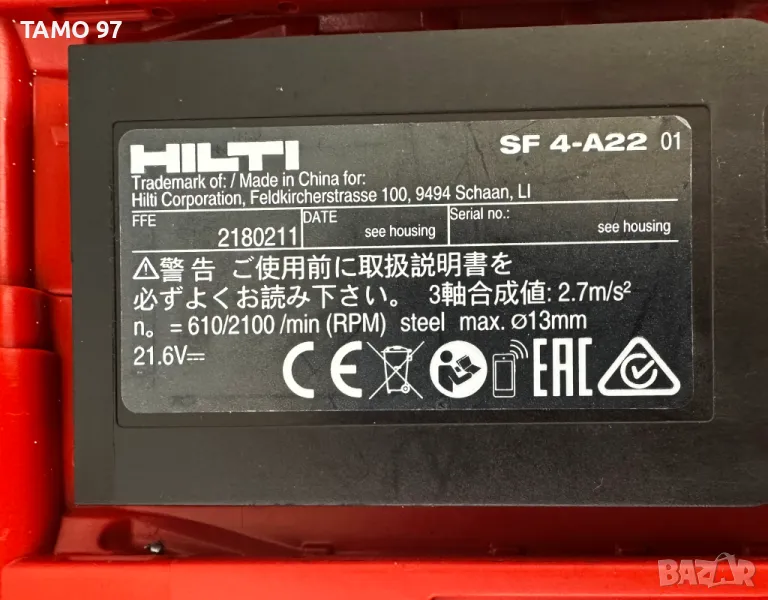 TAMO 97
HILTI
SF 4-A22 01
Trademark of: / Made in China for:
Hilti Corporation, Feldkircherstrasse 100, 9494 Schaan, LI
FFE 2180211
DATE see housing
Serial no.: see housing
⚠警告 ご使用前に取扱説明書を
必ずよくお読み下さい。 3軸合成値: 2.7m/s²
n₀ = 610/2100 /min (RPM) steel max. Ø13mm
21.6V⎓
CE EAC
BAZAR